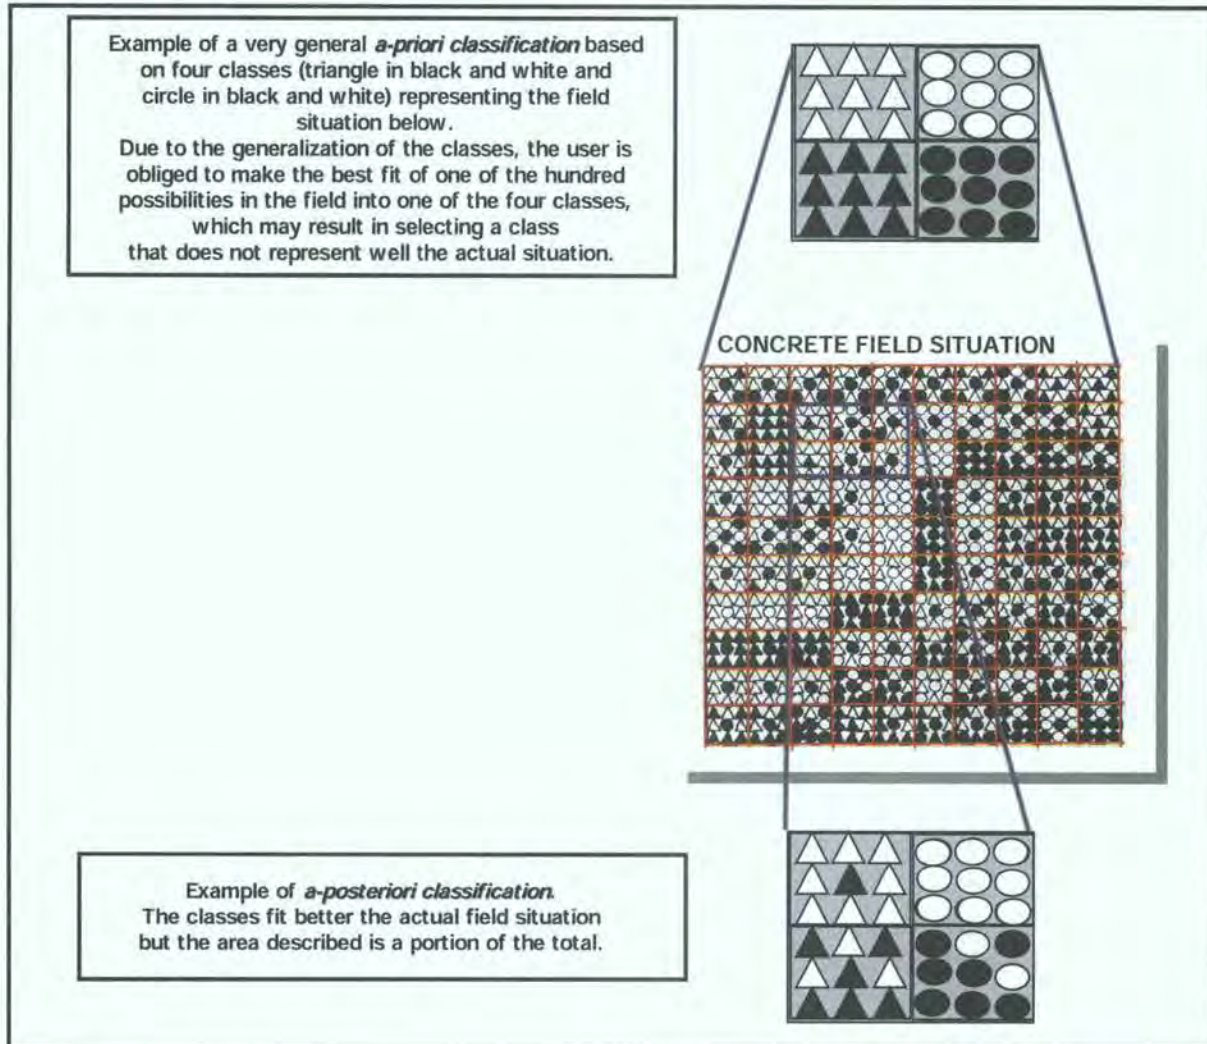 Example of a very general a-priori classification based
on four classes (triangle in black and white and
circle in black and white) representing the field
situation below.
Due to the generalization of the classes, the user is
obliged to make the best fit of one of the hundred
possibilities in the field into one of the four classes,
which may result in selecting a class
that does not represent well the actual situation.
CONCRETE FIELD SITUATION
Example of a-posteriori classification.
The classes fit better the actual field situation
but the area described is a portion of the total.